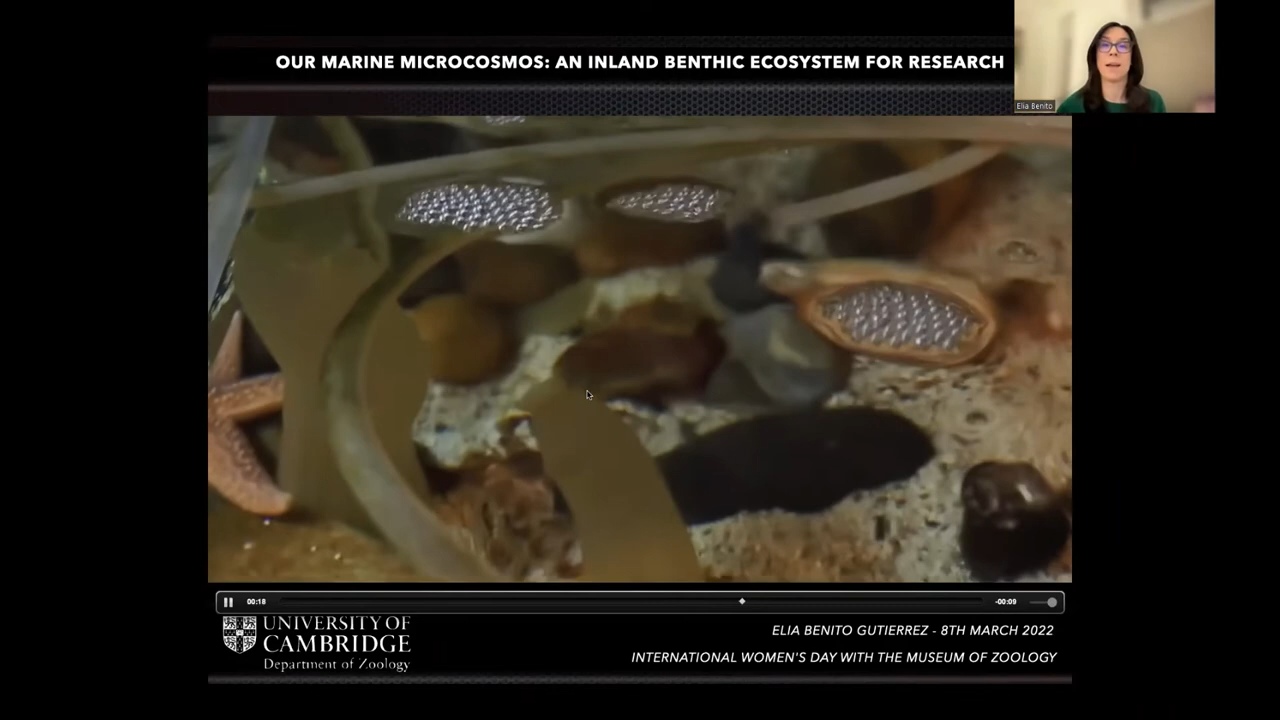 OUR MARINE MICROCOSMOS: AN INLAND BENTHIC ECOSYSTEM FOR RESEARCH
Elia Benito
00:18
-00:09
UNIVERSITY OF
CAMBRIDGE
Department of Zoology
ELIA BENITO GUTIERREZ - 8TH MARCH 2022
INTERNATIONAL WOMEN'S DAY WITH THE MUSEUM OF ZOOLOGY